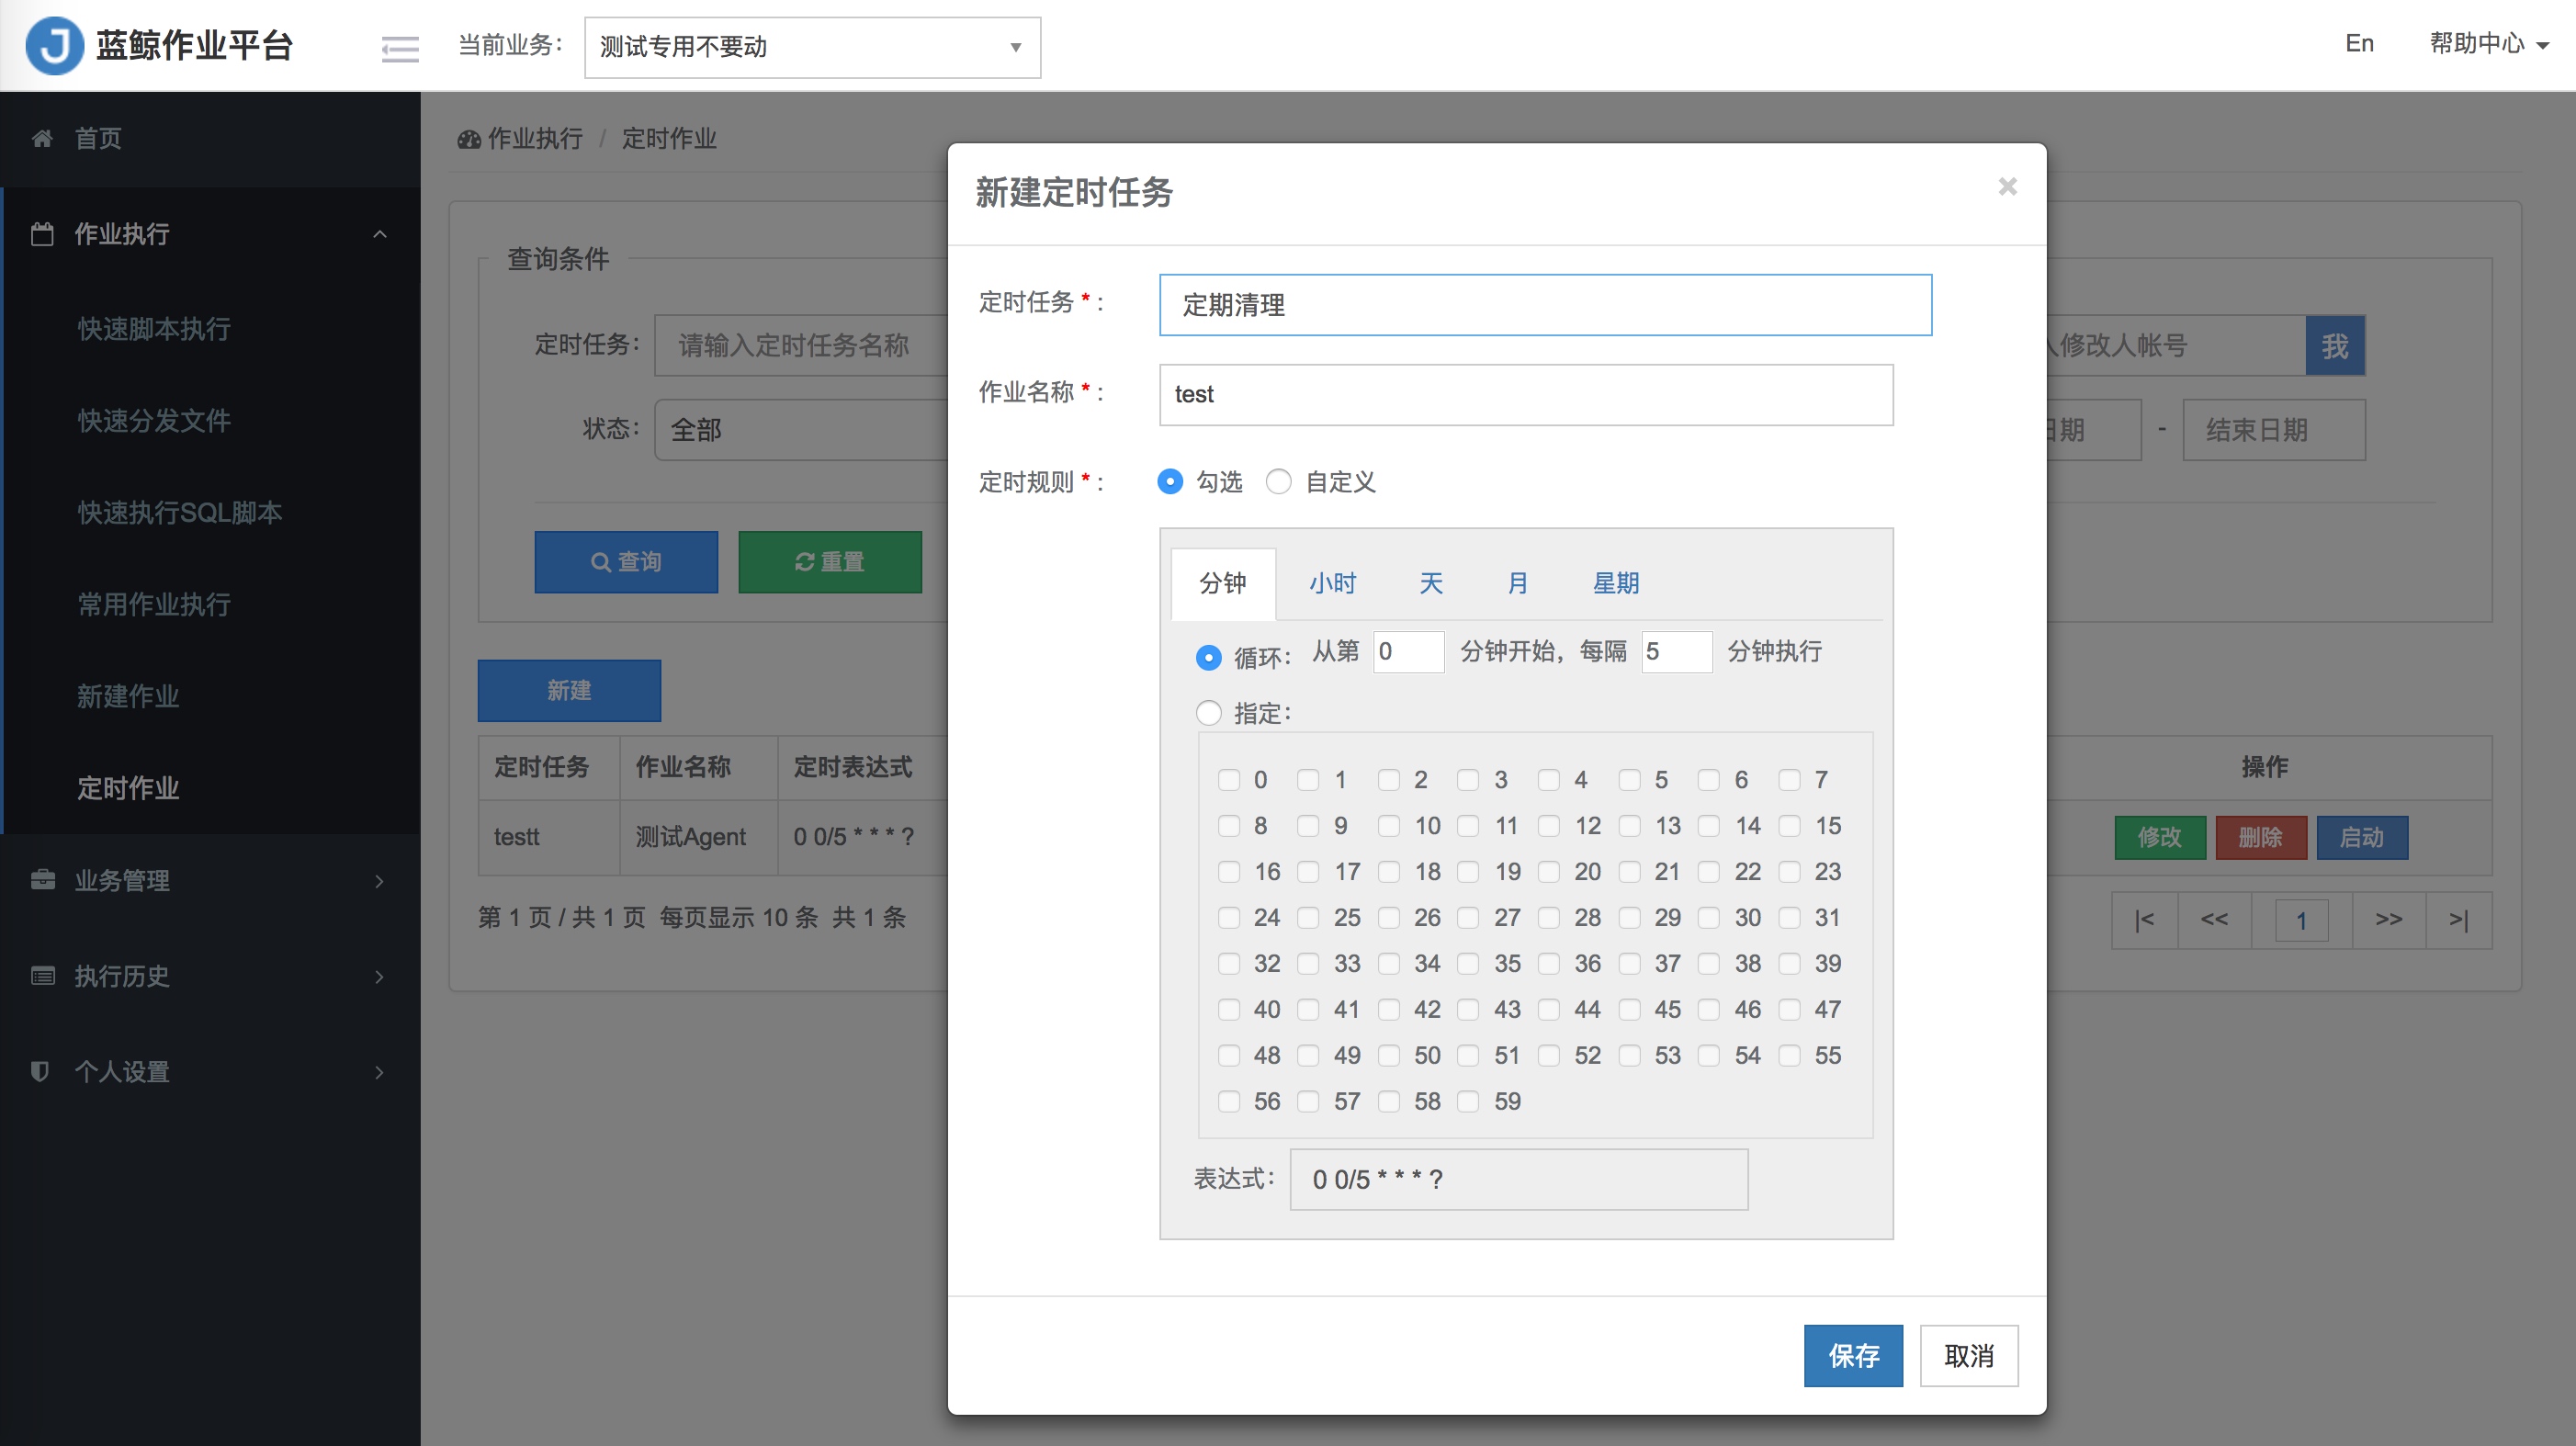 蓝鲸作业平台 当前业务： 测试专用不要动 En 帮助中心
首页
作业执行
快速脚本执行
快速分发文件
快速执行SQL脚本
常用作业执行
新建作业
定时作业
业务管理
执行历史
个人设置
作业执行 / 定时作业
查询条件
定时任务： 请输入定时任务名称
修改人帐号 我
状态： 全部
日期 - 结束日期
查询 重置
新建
定时任务 作业名称 定时表达式 操作
testt 测试Agent 0 0/5 * * * ? 修改 删除 启动
第 1 页 / 共 1 页 每页显示 10 条 共 1 条 |< << 1 >> >|
新建定时任务 ×
定时任务 * ： 定期清理
作业名称 * ： test
定时规则 * ： 勾选 自定义
分钟 小时 天 月 星期
循环： 从第 0 分钟开始，每隔 5 分钟执行
指定：
0 1 2 3 4 5 6 7
8 9 10 11 12 13 14 15
16 17 18 19 20 21 22 23
24 25 26 27 28 29 30 31
32 33 34 35 36 37 38 39
40 41 42 43 44 45 46 47
48 49 50 51 52 53 54 55
56 57 58 59
表达式： 0 0/5 * * * ?
保存 取消